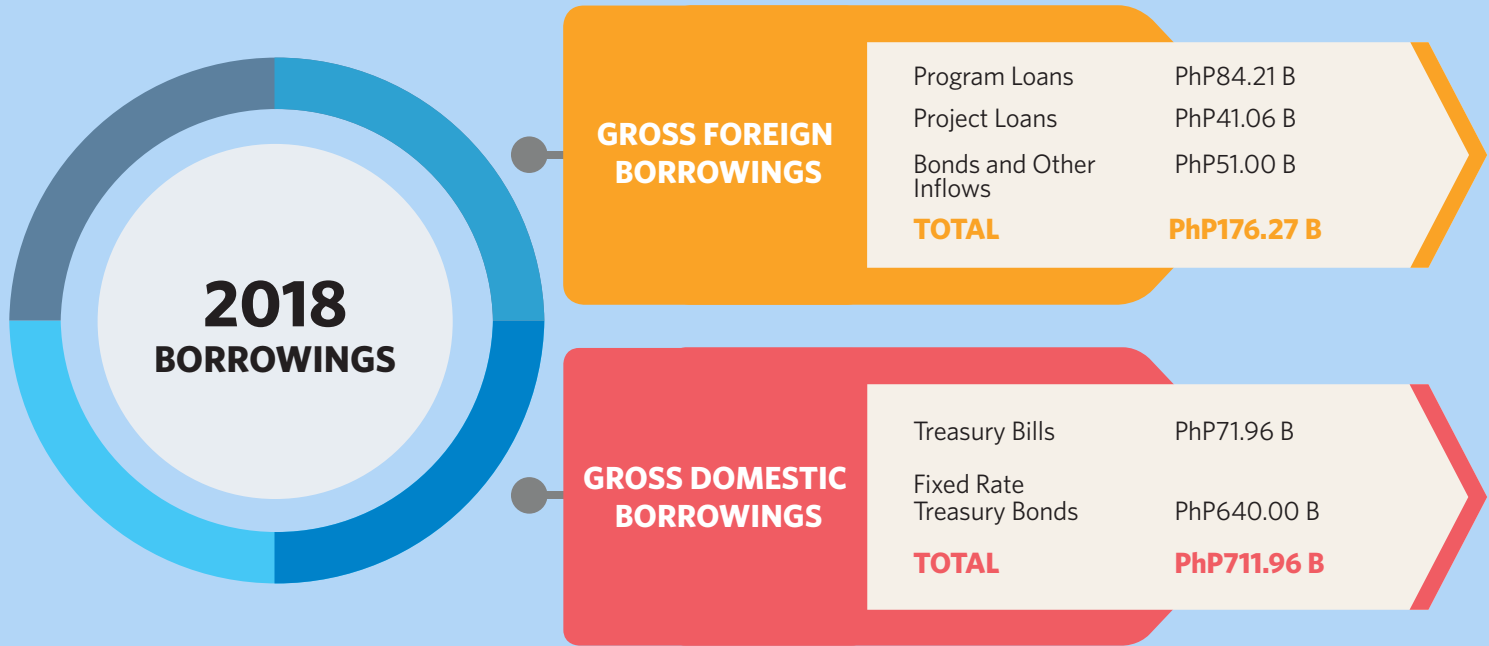 2018
BORROWINGS
GROSS FOREIGN
BORROWINGS
Program Loans PhP84.21 B
Project Loans PhP41.06 B
Bonds and Other PhP51.00 B
Inflows
TOTAL PhP176.27 B
GROSS DOMESTIC
BORROWINGS
Treasury Bills PhP71.96 B
Fixed Rate
Treasury Bonds PhP640.00 B
TOTAL PhP711.96 B